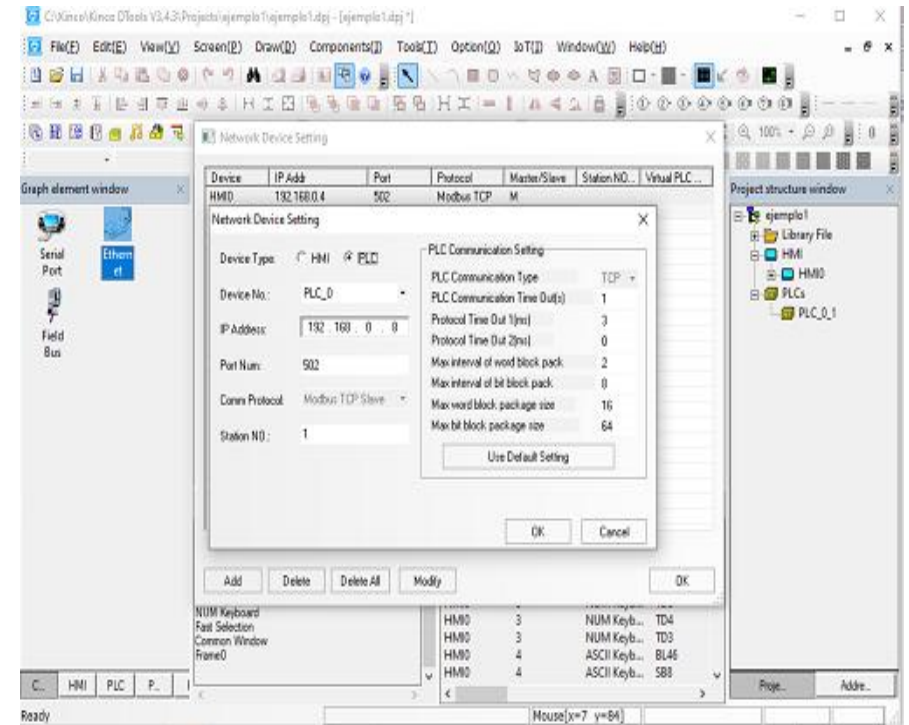 C:\Kinco\Kinco DTools V3.4.3\Projects\ejemplo1\ejemplo1.dpj - [ejemplo1.dpj *]
File(F) Edit(E) View(V) Screen(P) Draw(D) Components(J) Tools(T) Option(O) IoT(I) Window(W) Help(H)
100%
Graph element window
Serial Port
Ethern et
Field Bus
C... HMI PLC P...
Network Device Setting
Device IP Add Port Protocol Master/Slave Station NO... Virtual PLC ...
HMI0 192.168.0.4 502 Modbus TCP M
Network Device Setting
Device Type: HMI PLC
Device No.: PLC_0
IP Address: 192 . 168 . 0 . 8
Port Num: 502
Comm Protocol: Modbus TCP Slave
Station NO.: 1
PLC Communication Setting
PLC Communication Type TCP
PLC Communication Time Out(s) 1
Protocol Time Out 1(ms) 3
Protocol Time Out 2(ms) 0
Max interval of word block pack 2
Max interval of bit block pack 8
Max word block package size 16
Max bit block package size 64
Use Default Setting
OK Cancel
Add Delete Delete All Modify OK
NUM Keyboard
Fast Selection
Common Window
Frame0
HMI0 3 NUM Keyb... TD4
HMI0 3 NUM Keyb... TD3
HMI0 4 ASCII Keyb... BL46
HMI0 4 ASCII Keyb... SB8
Project structure window
ejemplo1
Library File
HMI
HMI0
PLCs
PLC_0_1
Proje... Addre...
Ready
Mouse[x=7 y=84]